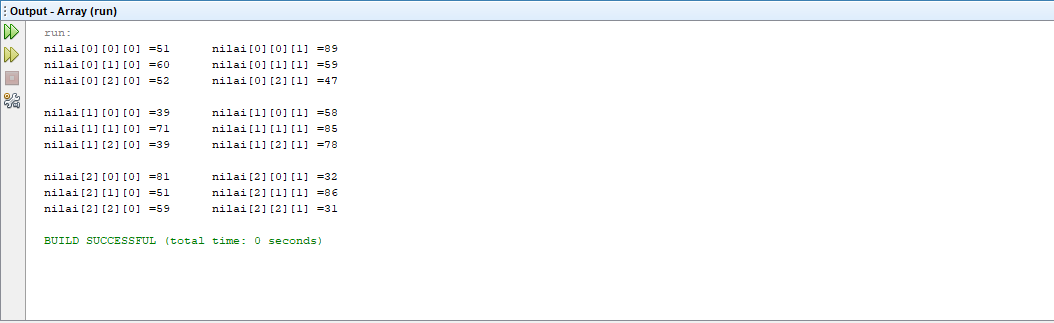 Output - Array (run)
run:
nilai[0][0][0] =51 nilai[0][0][1] =89
nilai[0][1][0] =60 nilai[0][1][1] =59
nilai[0][2][0] =52 nilai[0][2][1] =47
nilai[1][0][0] =39 nilai[1][0][1] =58
nilai[1][1][0] =71 nilai[1][1][1] =85
nilai[1][2][0] =39 nilai[1][2][1] =78
nilai[2][0][0] =81 nilai[2][0][1] =32
nilai[2][1][0] =51 nilai[2][1][1] =86
nilai[2][2][0] =59 nilai[2][2][1] =31
BUILD SUCCESSFUL (total time: 0 seconds)